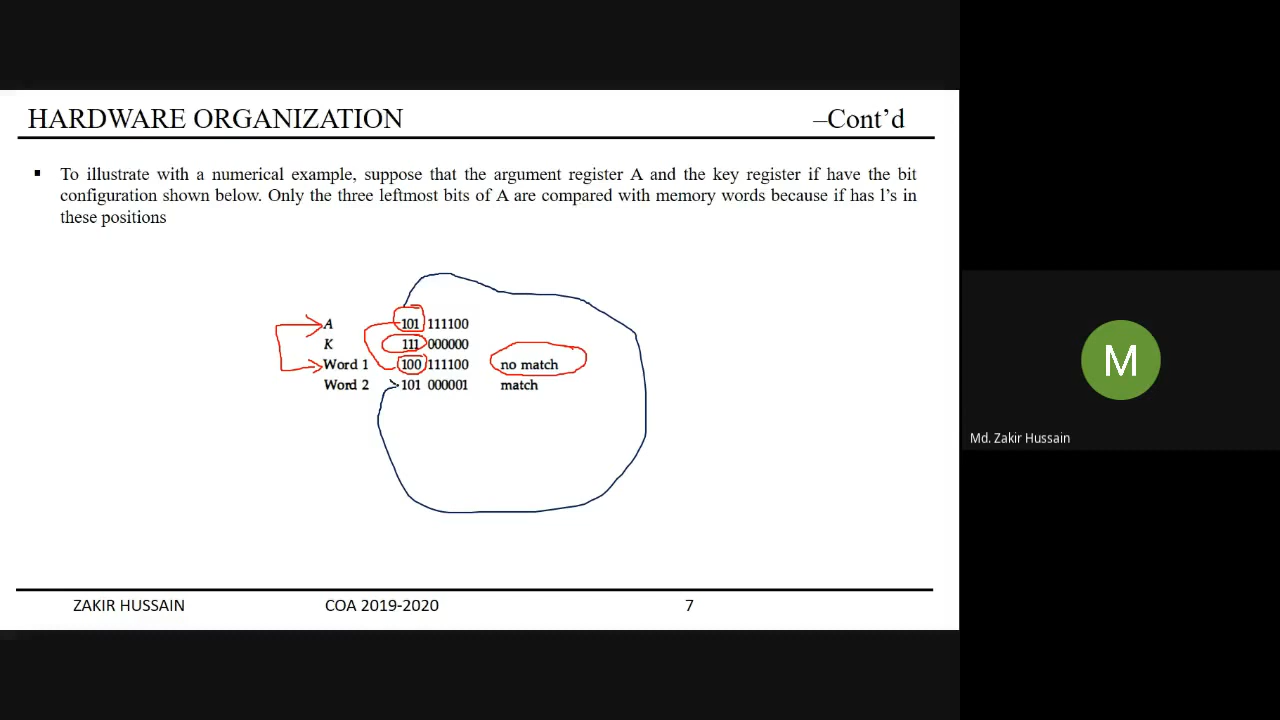 HARDWARE ORGANIZATION –Cont’d
▪ To illustrate with a numerical example, suppose that the argument register A and the key register if have the bit
configuration shown below. Only the three leftmost bits of A are compared with memory words because if has l’s in
these positions
A 101 111100
K 111 000000
Word 1 100 111100 no match
Word 2 101 000001 match
ZAKIR HUSSAIN COA 2019-2020 7
M
Md. Zakir Hussain